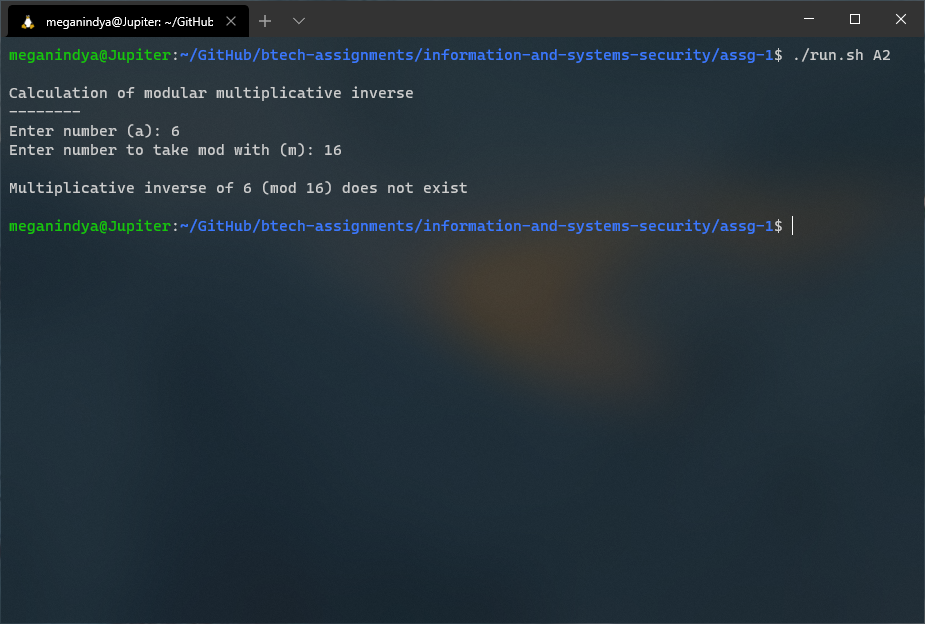 meganindya@Jupiter: ~/GitHub
meganindya@Jupiter:~/GitHub/btech-assignments/information-and-systems-security/assg-1$ ./run.sh A2
Calculation of modular multiplicative inverse
--------
Enter number (a): 6
Enter number to take mod with (m): 16
Multiplicative inverse of 6 (mod 16) does not exist
meganindya@Jupiter:~/GitHub/btech-assignments/information-and-systems-security/assg-1$